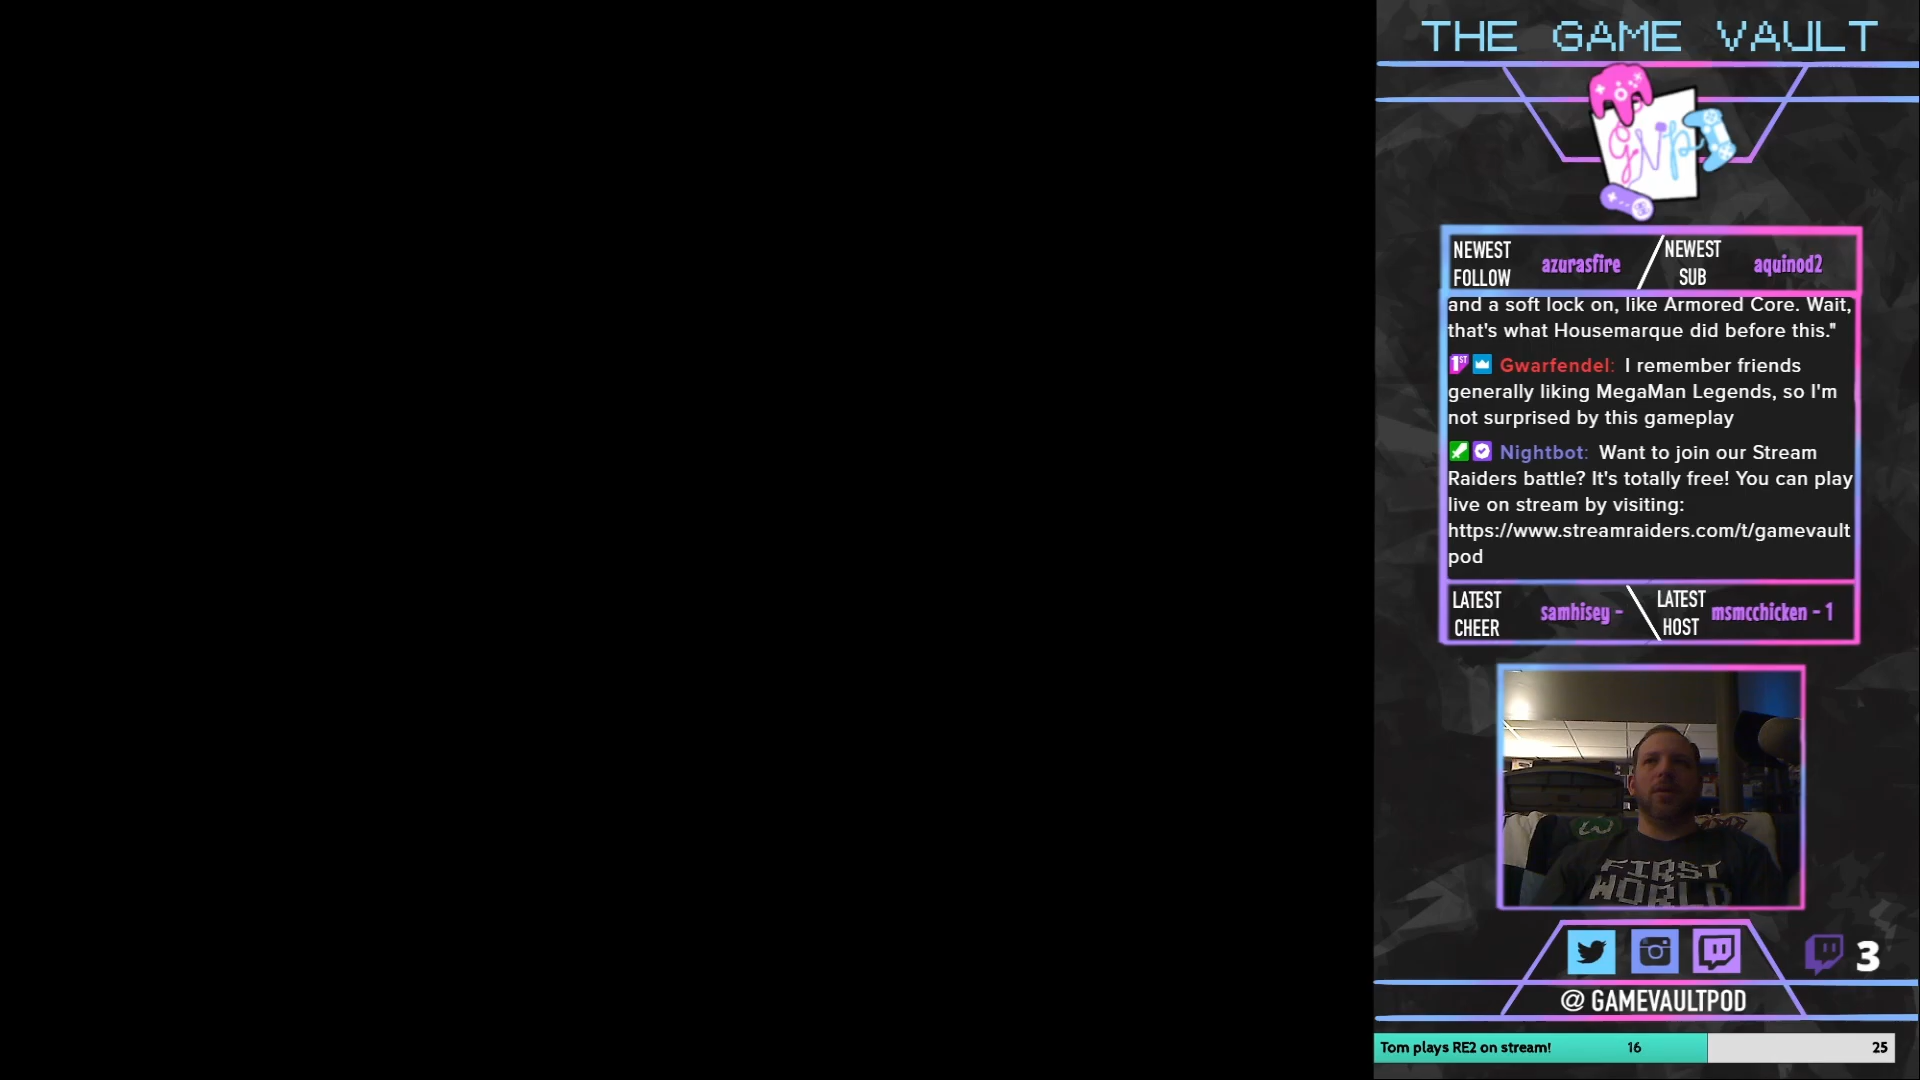 THE GAME VAULT
GNP
NEWEST FOLLOW azurasfire NEWEST SUB aquinod2
and a soft lock on, like Armored Core. Wait,
that's what Housemarque did before this."
1ST Gwarfendel: I remember friends
generally liking MegaMan Legends, so I'm
not surprised by this gameplay
Nightbot: Want to join our Stream
Raiders battle? It's totally free! You can play
live on stream by visiting:
https://www.streamraiders.com/t/gamevault
pod
LATEST CHEER samhisey - LATEST HOST msmcchicken - 1
FIRST
WORLD
3
@ GAMEVAULTPOD
Tom plays RE2 on stream! 16 25